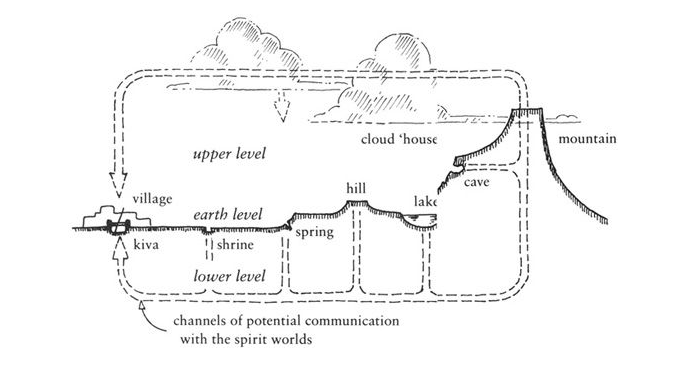 cloud 'house
mountain
upper level
cave
hill
village
lake
earth level
spring
kiva
shrine
lower level
channels of potential communication
with the spirit worlds